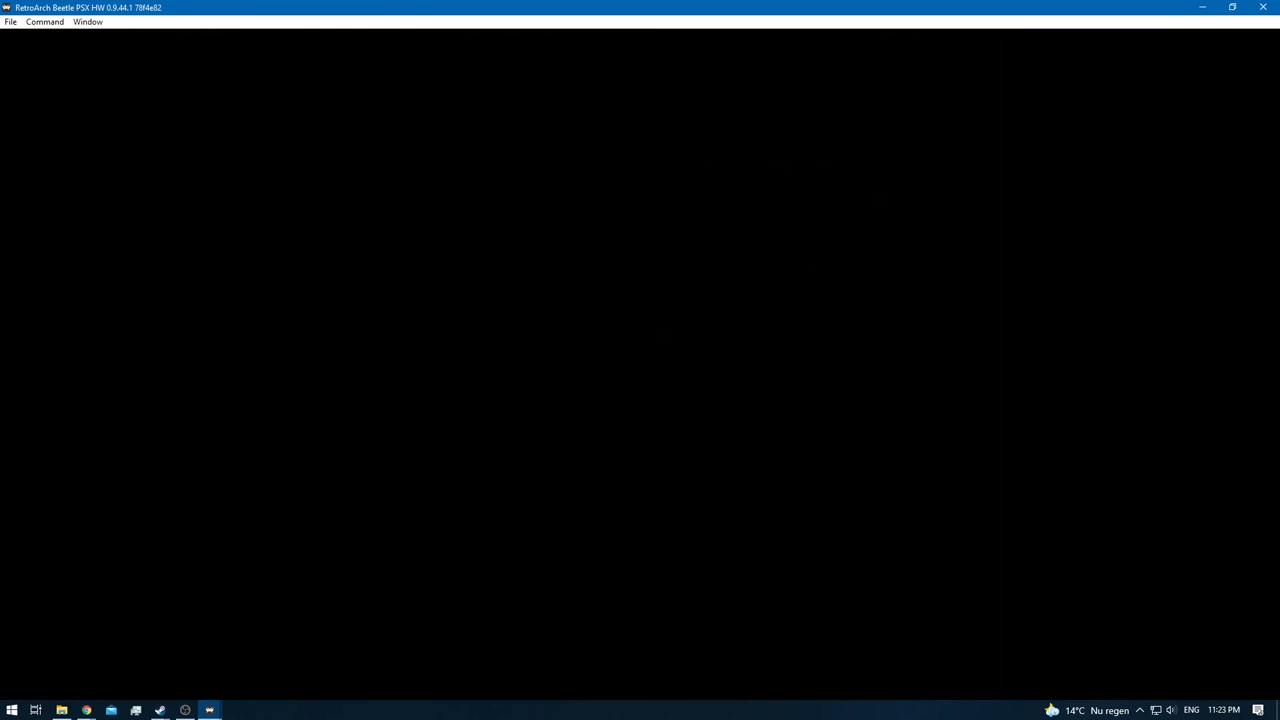 RetroArch Beetle PSX HW 0.9.44.1 78f4e82
File Command Window
14°C Nu regen ENG 11:23 PM